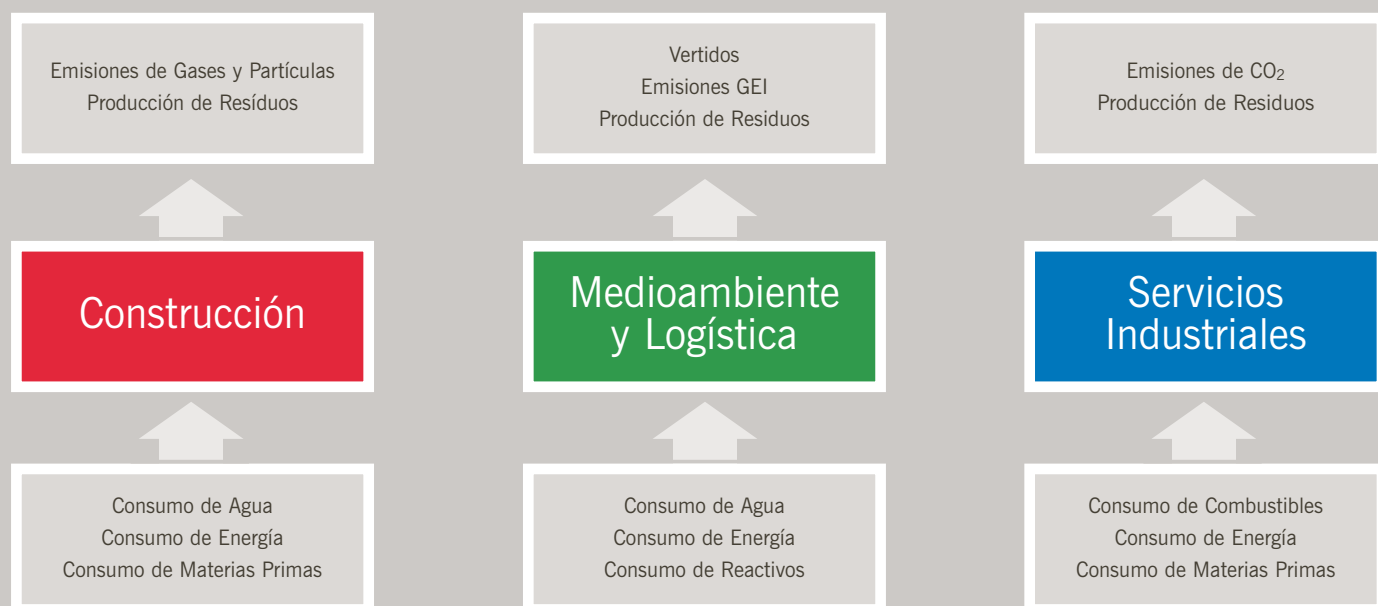 Emisiones de Gases y Partículas
Producción de Resíduos
Vertidos
Emisiones GEI
Producción de Residuos
Emisiones de CO₂
Producción de Residuos
Construcción
Medioambiente
y Logística
Servicios
Industriales
Consumo de Agua
Consumo de Energía
Consumo de Materias Primas
Consumo de Agua
Consumo de Energía
Consumo de Reactivos
Consumo de Combustibles
Consumo de Energía
Consumo de Materias Primas